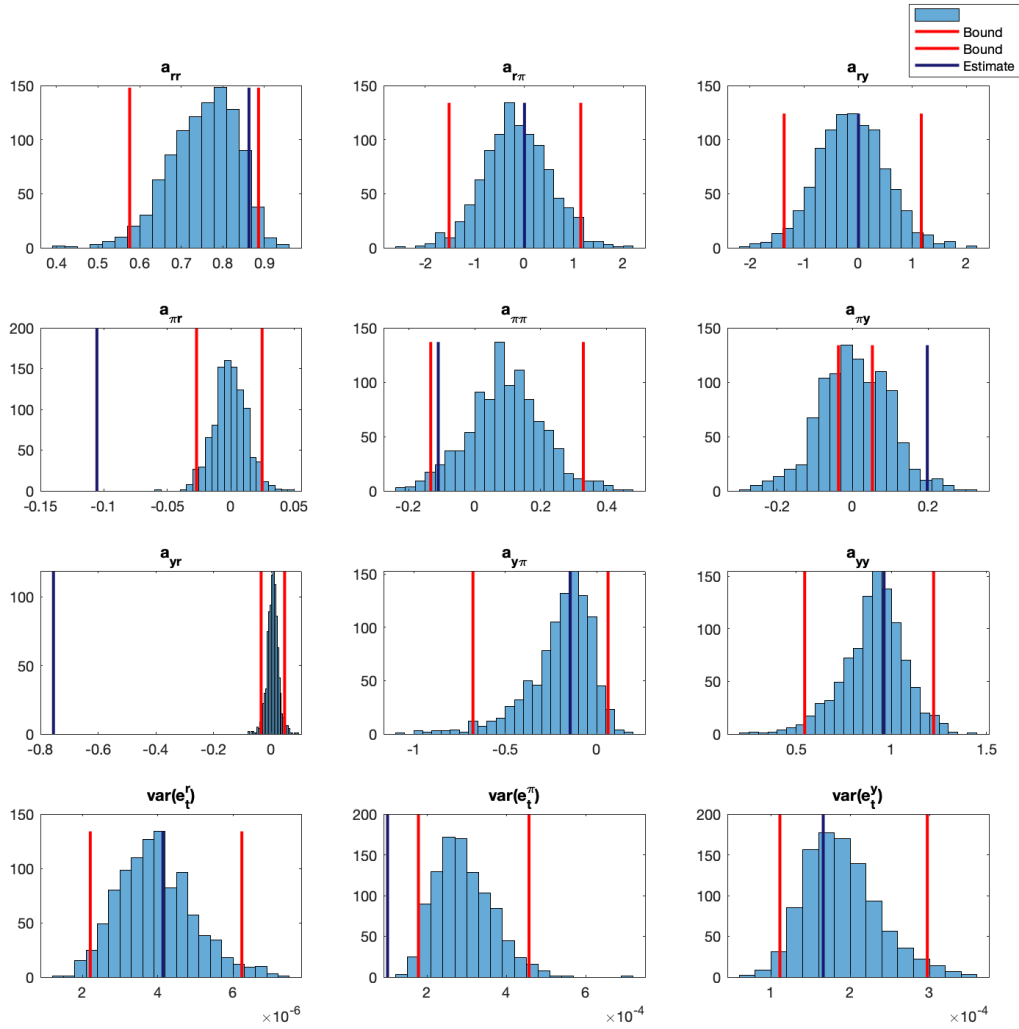 Bound
Bound
Estimate
a_rr
a_rπ
a_ry
150
100
50
0
0.4 0.5 0.6 0.7 0.8 0.9
150
100
50
0
-2 -1 0 1 2
150
100
50
0
-2 -1 0 1 2
a_πr
a_ππ
a_πy
200
150
100
50
0
-0.15 -0.1 -0.05 0 0.05
150
100
50
0
-0.2 0 0.2 0.4
150
100
50
0
-0.2 0 0.2
a_yr
a_yπ
a_yy
100
50
0
-0.8 -0.6 -0.4 -0.2 0
150
100
50
0
-1 -0.5 0
150
100
50
0
0.5 1 1.5
var(e_t^r)
var(e_t^π)
var(e_t^y)
150
100
50
0
2 4 6
×10^-6
200
150
100
50
0
2 4 6
×10^-4
200
150
100
50
0
1 2 3
×10^-4